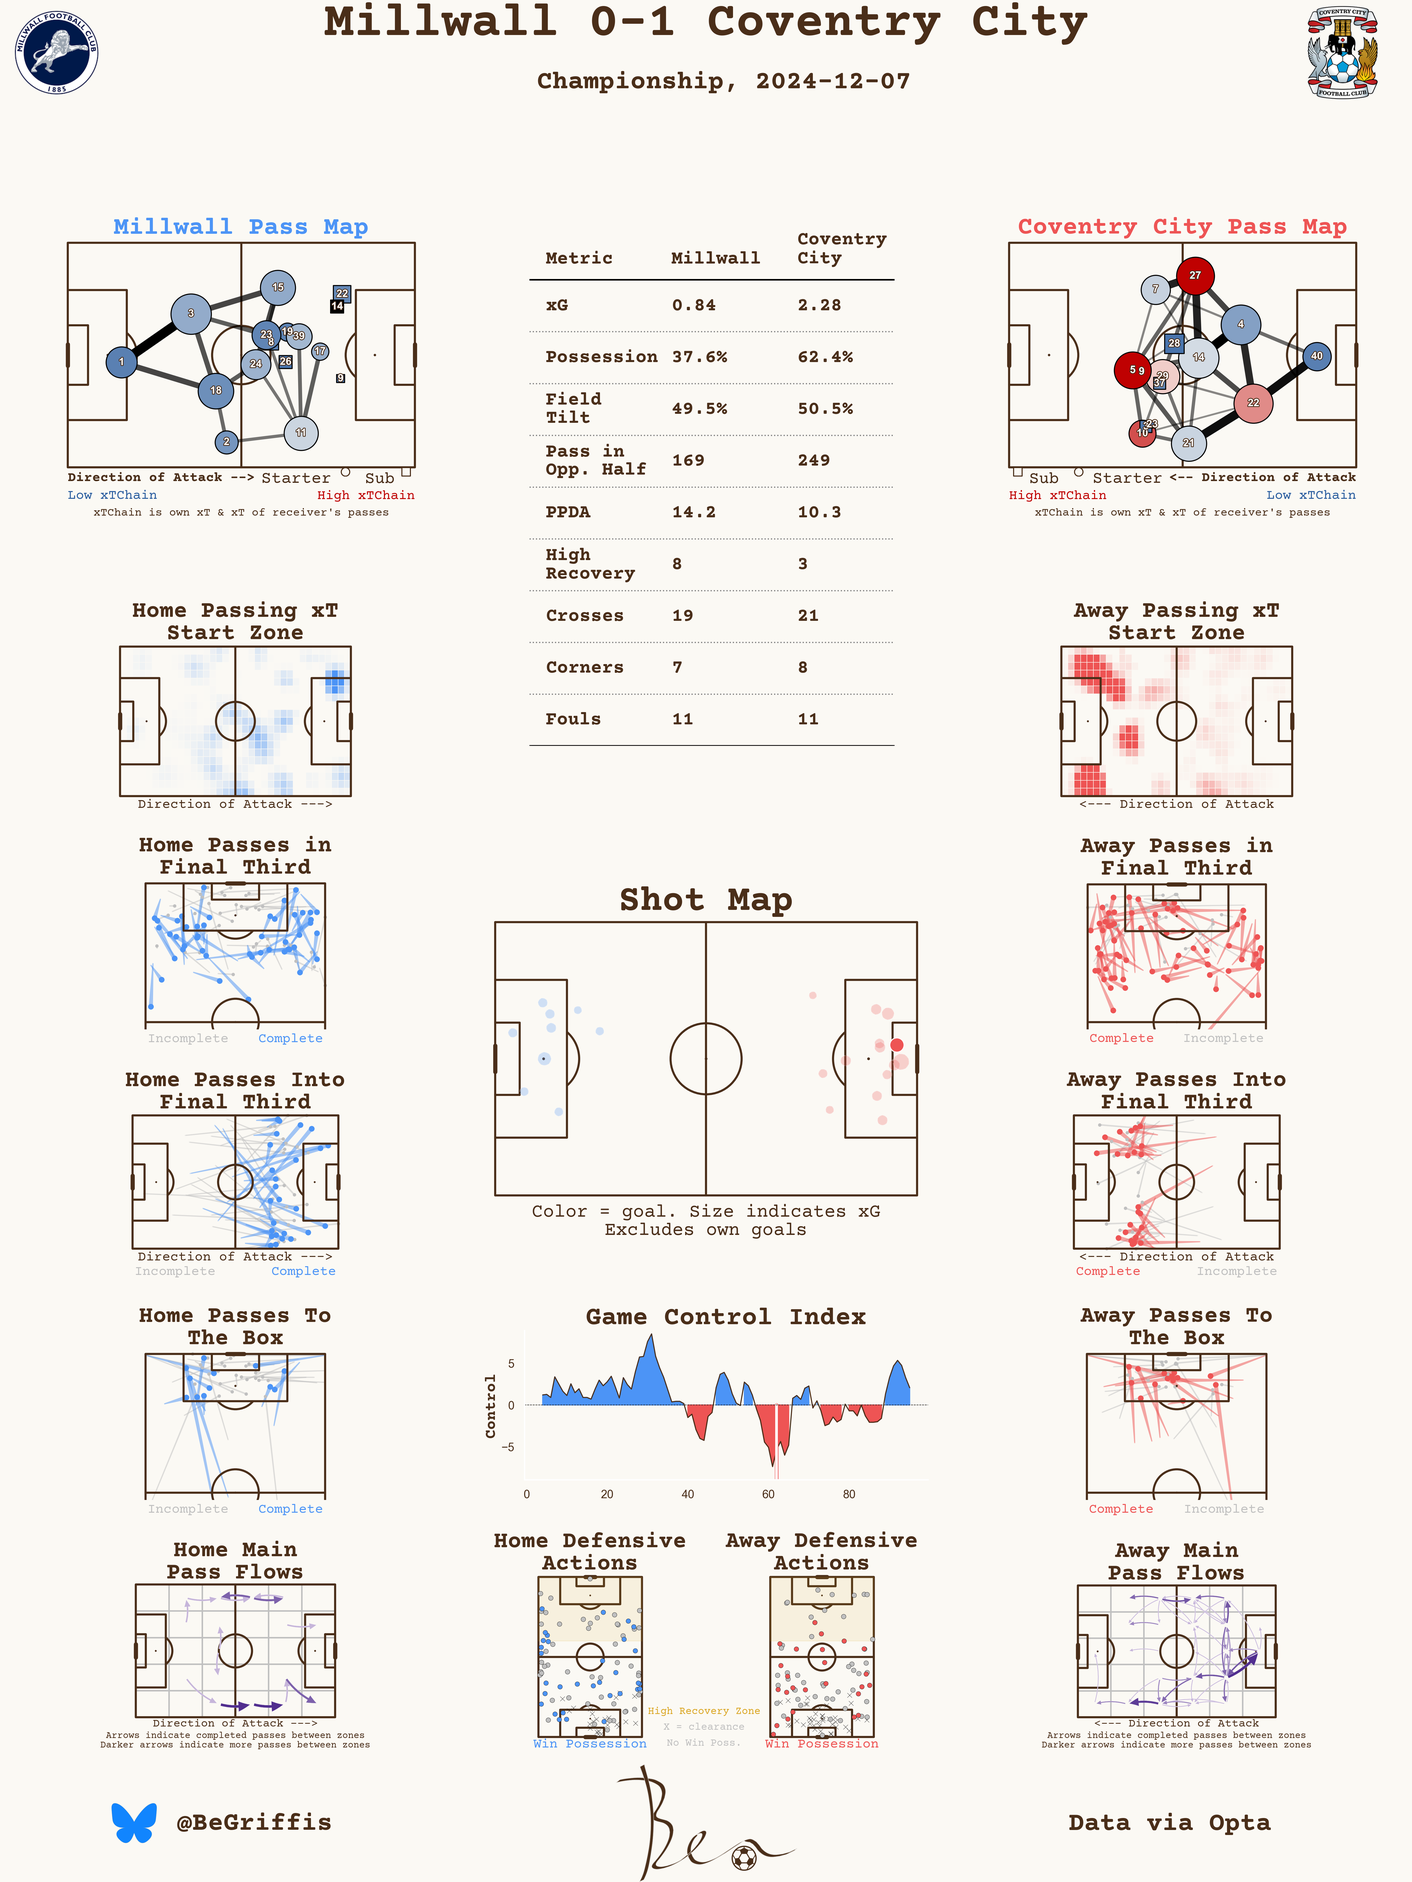 Millwall 0-1 Coventry City
Championship, 2024-12-07
MILLWALL FOOTBALL CLUB
1885
COVENTRY CITY
FOOTBALL CLUB
Millwall Pass Map
1
3
15
18
2
23
8
19
39
24
26
17
11
22
14
9
Direction of Attack --> Starter Sub
Low xTChain High xTChain
xTChain is own xT & xT of receiver's passes
Metric Millwall Coventry City
xG 0.84 2.28
Possession 37.6% 62.4%
Field Tilt 49.5% 50.5%
Pass in Opp. Half 169 249
PPDA 14.2 10.3
High Recovery 8 3
Crosses 19 21
Corners 7 8
Fouls 11 11
Coventry City Pass Map
7
27
4
28
14
40
5
9
29
37
22
10
23
21
Sub Starter <-- Direction of Attack
High xTChain Low xTChain
xTChain is own xT & xT of receiver's passes
Home Passing xT
Start Zone
Direction of Attack --->
Away Passing xT
Start Zone
<--- Direction of Attack
Home Passes in
Final Third
Incomplete Complete
Away Passes in
Final Third
Complete Incomplete
Shot Map
Color = goal. Size indicates xG
Excludes own goals
Home Passes Into
Final Third
Direction of Attack --->
Incomplete Complete
Away Passes Into
Final Third
<--- Direction of Attack
Complete Incomplete
Home Passes To
The Box
Incomplete Complete
Game Control Index
Control
5
0
−5
0 20 40 60 80
Away Passes To
The Box
Complete Incomplete
Home Main
Pass Flows
Direction of Attack --->
Arrows indicate completed passes between zones
Darker arrows indicate more passes between zones
Home Defensive
Actions
Win Possession
High Recovery Zone
X = clearance
No Win Poss.
Away Defensive
Actions
Win Possession
Away Main
Pass Flows
<--- Direction of Attack
Arrows indicate completed passes between zones
Darker arrows indicate more passes between zones
@BeGriffis
Ben
Data via Opta